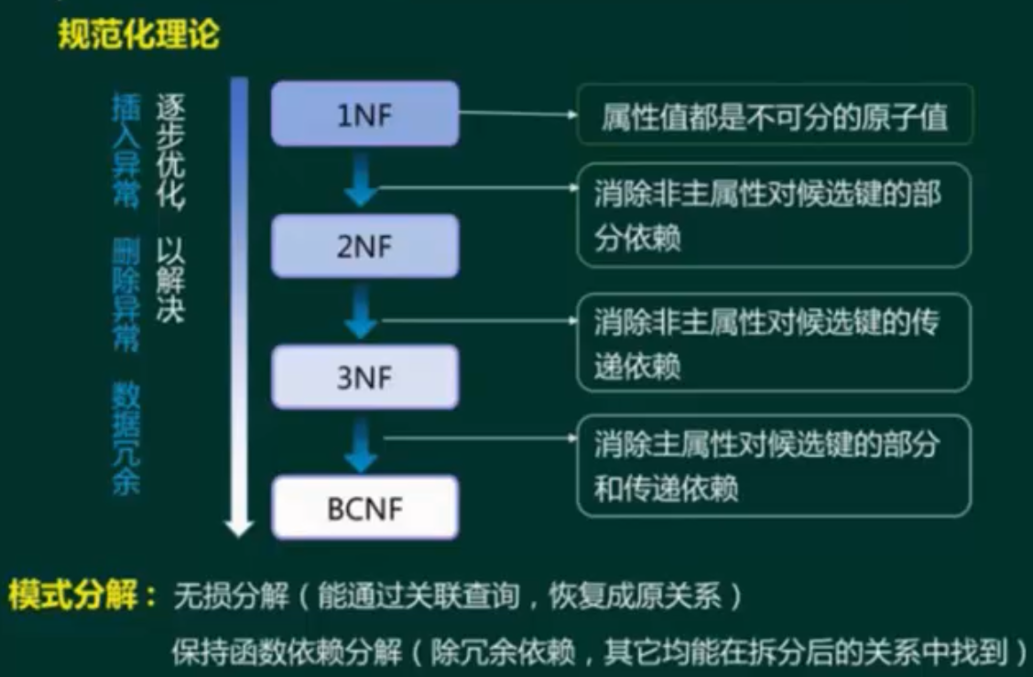 规范化理论
逐步优化 以解决
插入异常 删除异常 数据冗余
1NF
属性值都是不可分的原子值
消除非主属性对候选键的部
分依赖
2NF
消除非主属性对候选键的传
递依赖
3NF
消除主属性对候选键的部分
和传递依赖
BCNF
模式分解：无损分解（能通过关联查询，恢复成原关系）
保持函数依赖分解（除冗余依赖，其它均能在拆分后的关系中找到）